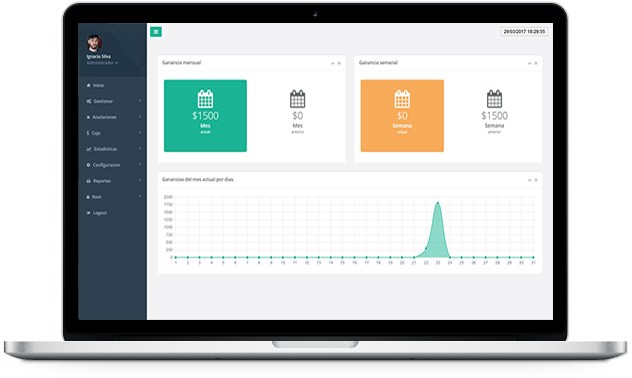 29/03/2017 18:29:55
Ignacio Silva
Administrador
Inicio
Gestionar
Anulaciones
Caja
Estadisticas
Configuracion
Reportes
Root
Logout
Ganancia mensual
$1500
Mes
actual
$0
Mes
anterior
Ganancia semanal
$0
Semana
actual
$1500
Semana
anterior
Ganancias del mes actual por dias.
2000
1750
1500
1250
1000
750
500
250
0
1 2 3 4 5 6 7 8 9 10 11 12 13 14 15 16 17 18 19 20 21 22 23 24 25 26 27 28 29 30 31